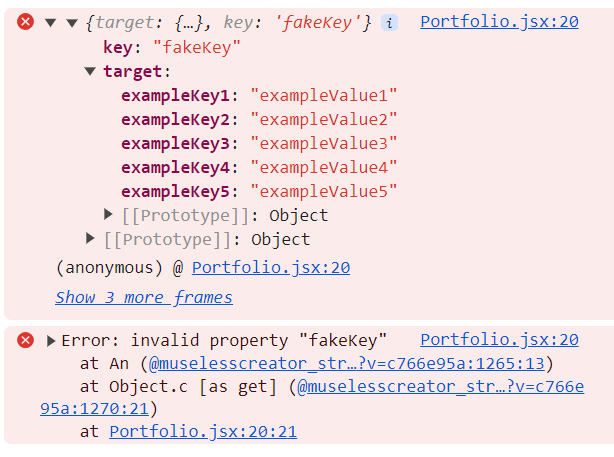 {target: {…}, key: 'fakeKey'} i Portfolio.jsx:20
key: "fakeKey"
target:
exampleKey1: "exampleValue1"
exampleKey2: "exampleValue2"
exampleKey3: "exampleValue3"
exampleKey4: "exampleValue4"
exampleKey5: "exampleValue5"
[[Prototype]]: Object
[[Prototype]]: Object
(anonymous) @ Portfolio.jsx:20
Show 3 more frames
Error: invalid property "fakeKey" Portfolio.jsx:20
at An (@muselesscreator_str…?v=c766e95a:1265:13)
at Object.c [as get] (@muselesscreator_str…?v=c766e
95a:1270:21)
at Portfolio.jsx:20:21